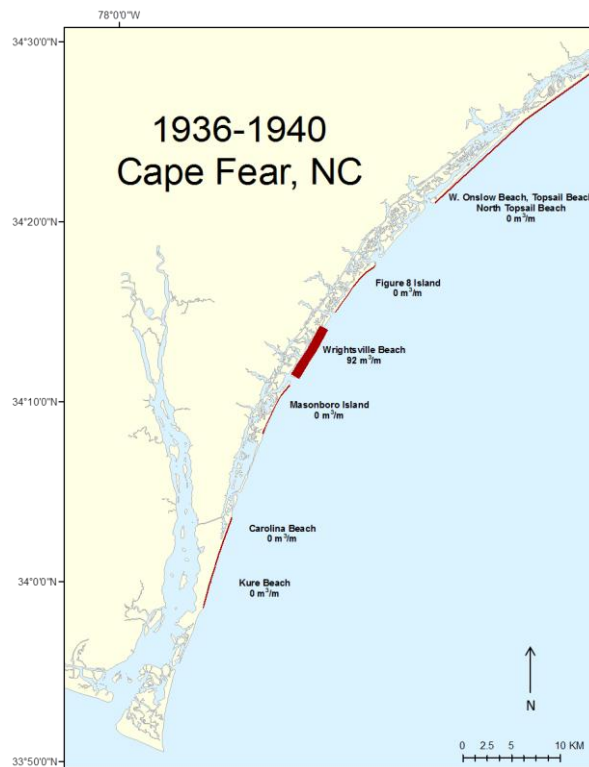 78°0'0"W
34°30'0"N
1936-1940
Cape Fear, NC
W. Onslow Beach, Topsail Beach
North Topsail Beach
0 m³/m
34°20'0"N
Figure 8 Island
0 m³/m
Wrightsville Beach
92 m³/m
34°10'0"N
Masonboro Island
0 m³/m
Carolina Beach
0 m³/m
34°0'0"N
Kure Beach
0 m³/m
N
33°50'0"N
0 2.5 5 10 KM